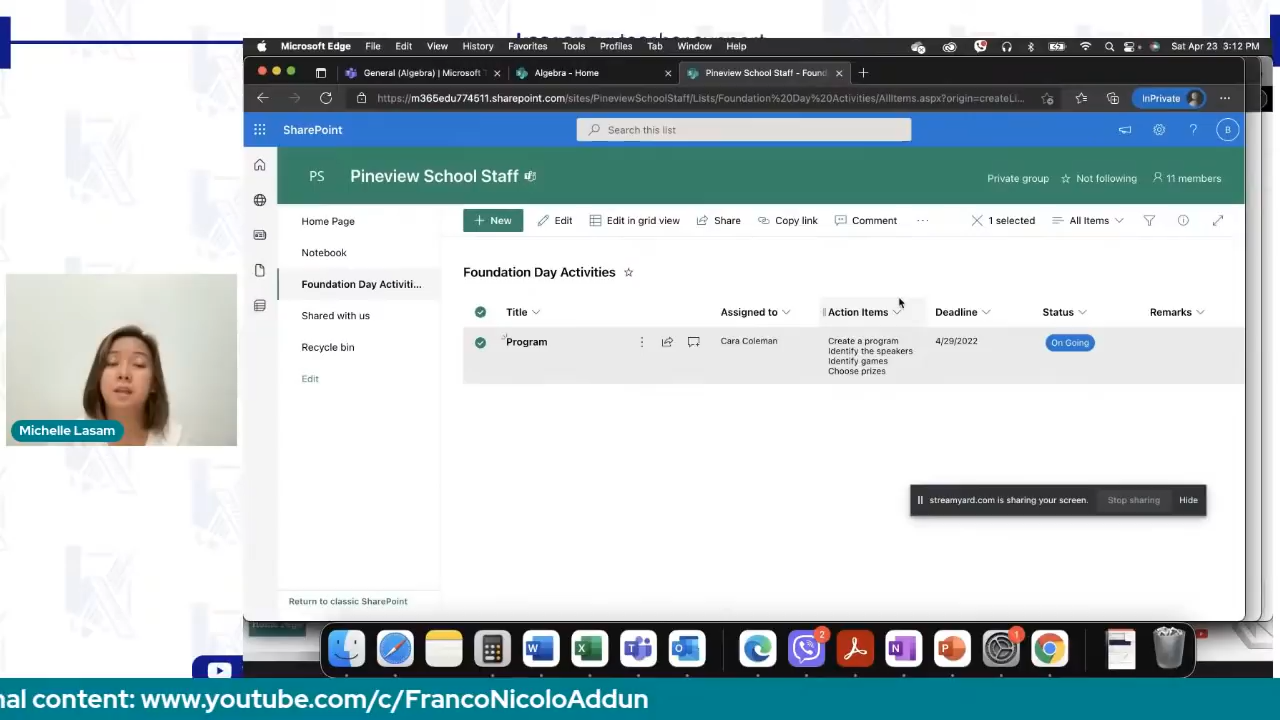 Microsoft Edge File Edit View History Favorites Tools Profiles Tab Window Help
Sat Apr 23 3:12 PM
General (Algebra) | Microsoft T
Algebra - Home
Pineview School Staff - Found
https://m365edu774511.sharepoint.com/sites/PineviewSchoolStaff/Lists/Foundation%20Day%20Activities/AllItems.aspx?origin=createLi...
InPrivate
SharePoint
Search this list
B
PS
Pineview School Staff
Private group
Not following
11 members
Home Page
Notebook
Foundation Day Activiti...
Shared with us
Recycle bin
Edit
Return to classic SharePoint
New
Edit
Edit in grid view
Share
Copy link
Comment
1 selected
All Items
Foundation Day Activities
Title Assigned to Action Items Deadline Status Remarks
Program
Cara Coleman
Create a program
Identify the speakers
Identify games
Choose prizes
4/29/2022
On Going
streamyard.com is sharing your screen. Stop sharing Hide
Michelle Lasam
2
1
nal content: www.youtube.com/c/FrancoNicoloAddun